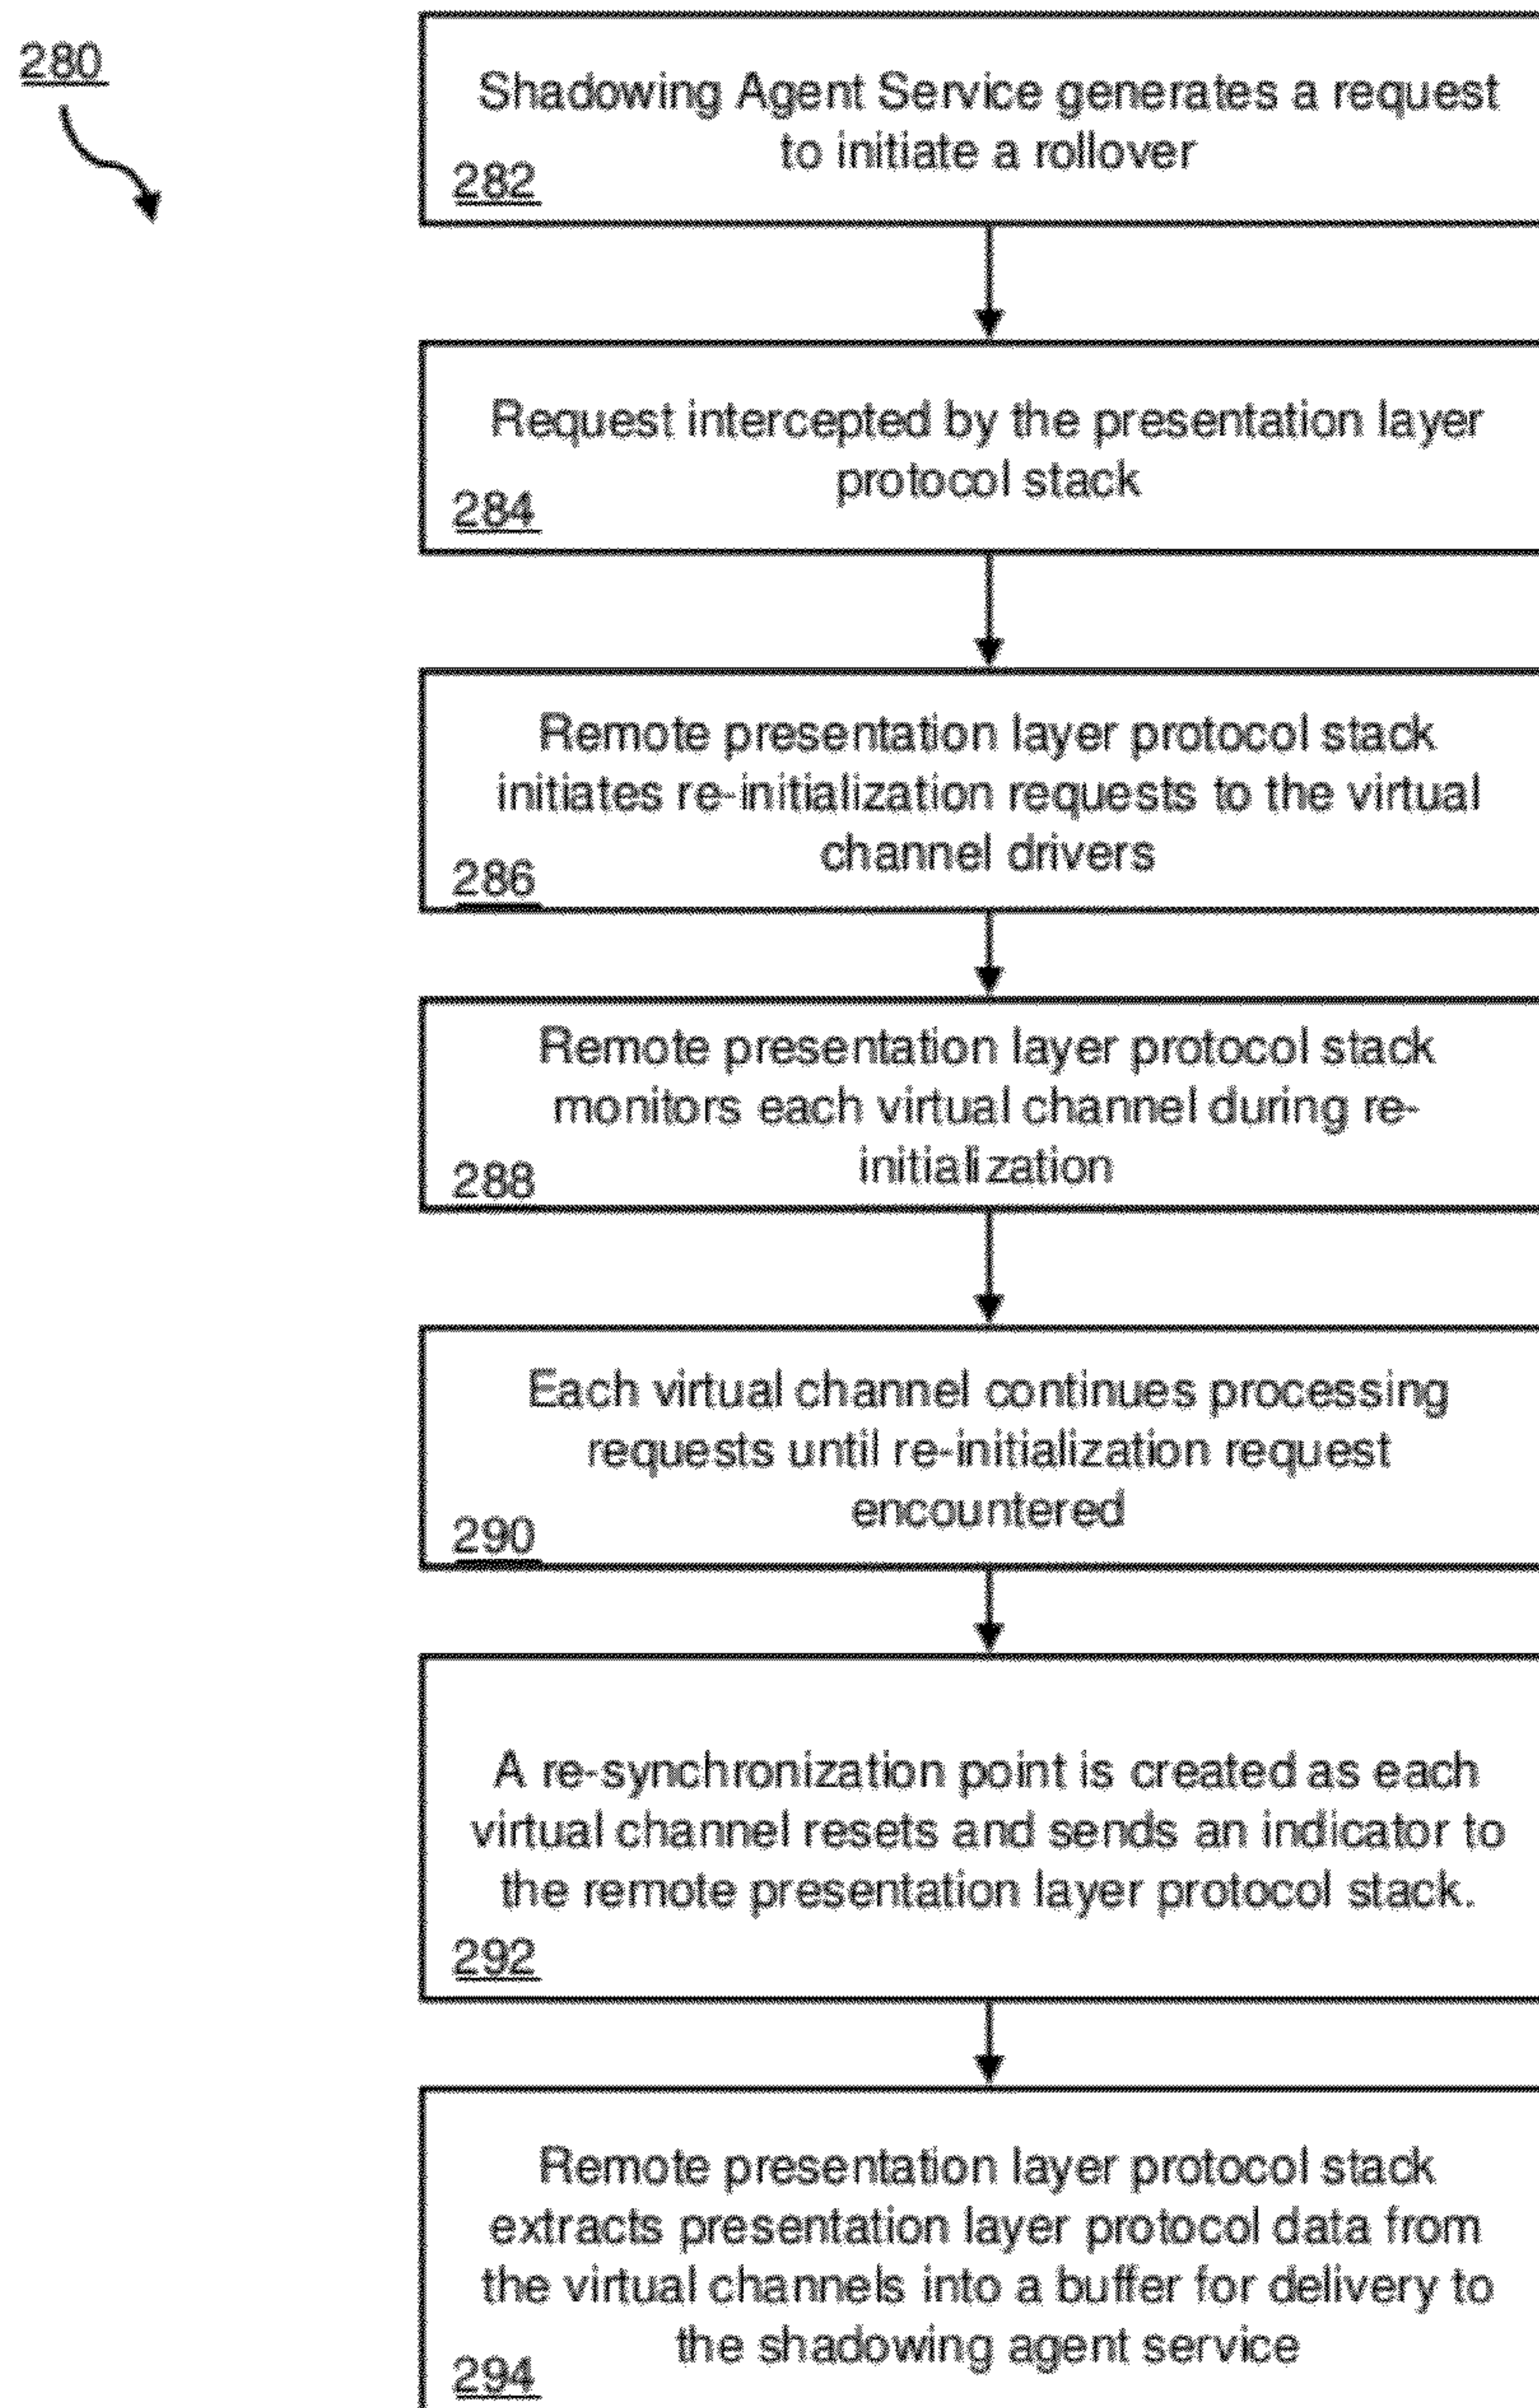 280
Shadowing Agent Service generates a request
to initiate a rollover
282
Request intercepted by the presentation layer
protocol stack
284
Remote presentation layer protocol stack
initiates re-initialization requests to the virtual
channel drivers
286
Remote presentation layer protocol stack
monitors each virtual channel during re-
initialization
288
Each virtual channel continues processing
requests until re-initialization request
encountered
290
A re-synchronization point is created as each
virtual channel resets and sends an indicator to
the remote presentation layer protocol stack.
292
Remote presentation layer protocol stack
extracts presentation layer protocol data from
the virtual channels into a buffer for delivery to
the shadowing agent service
294